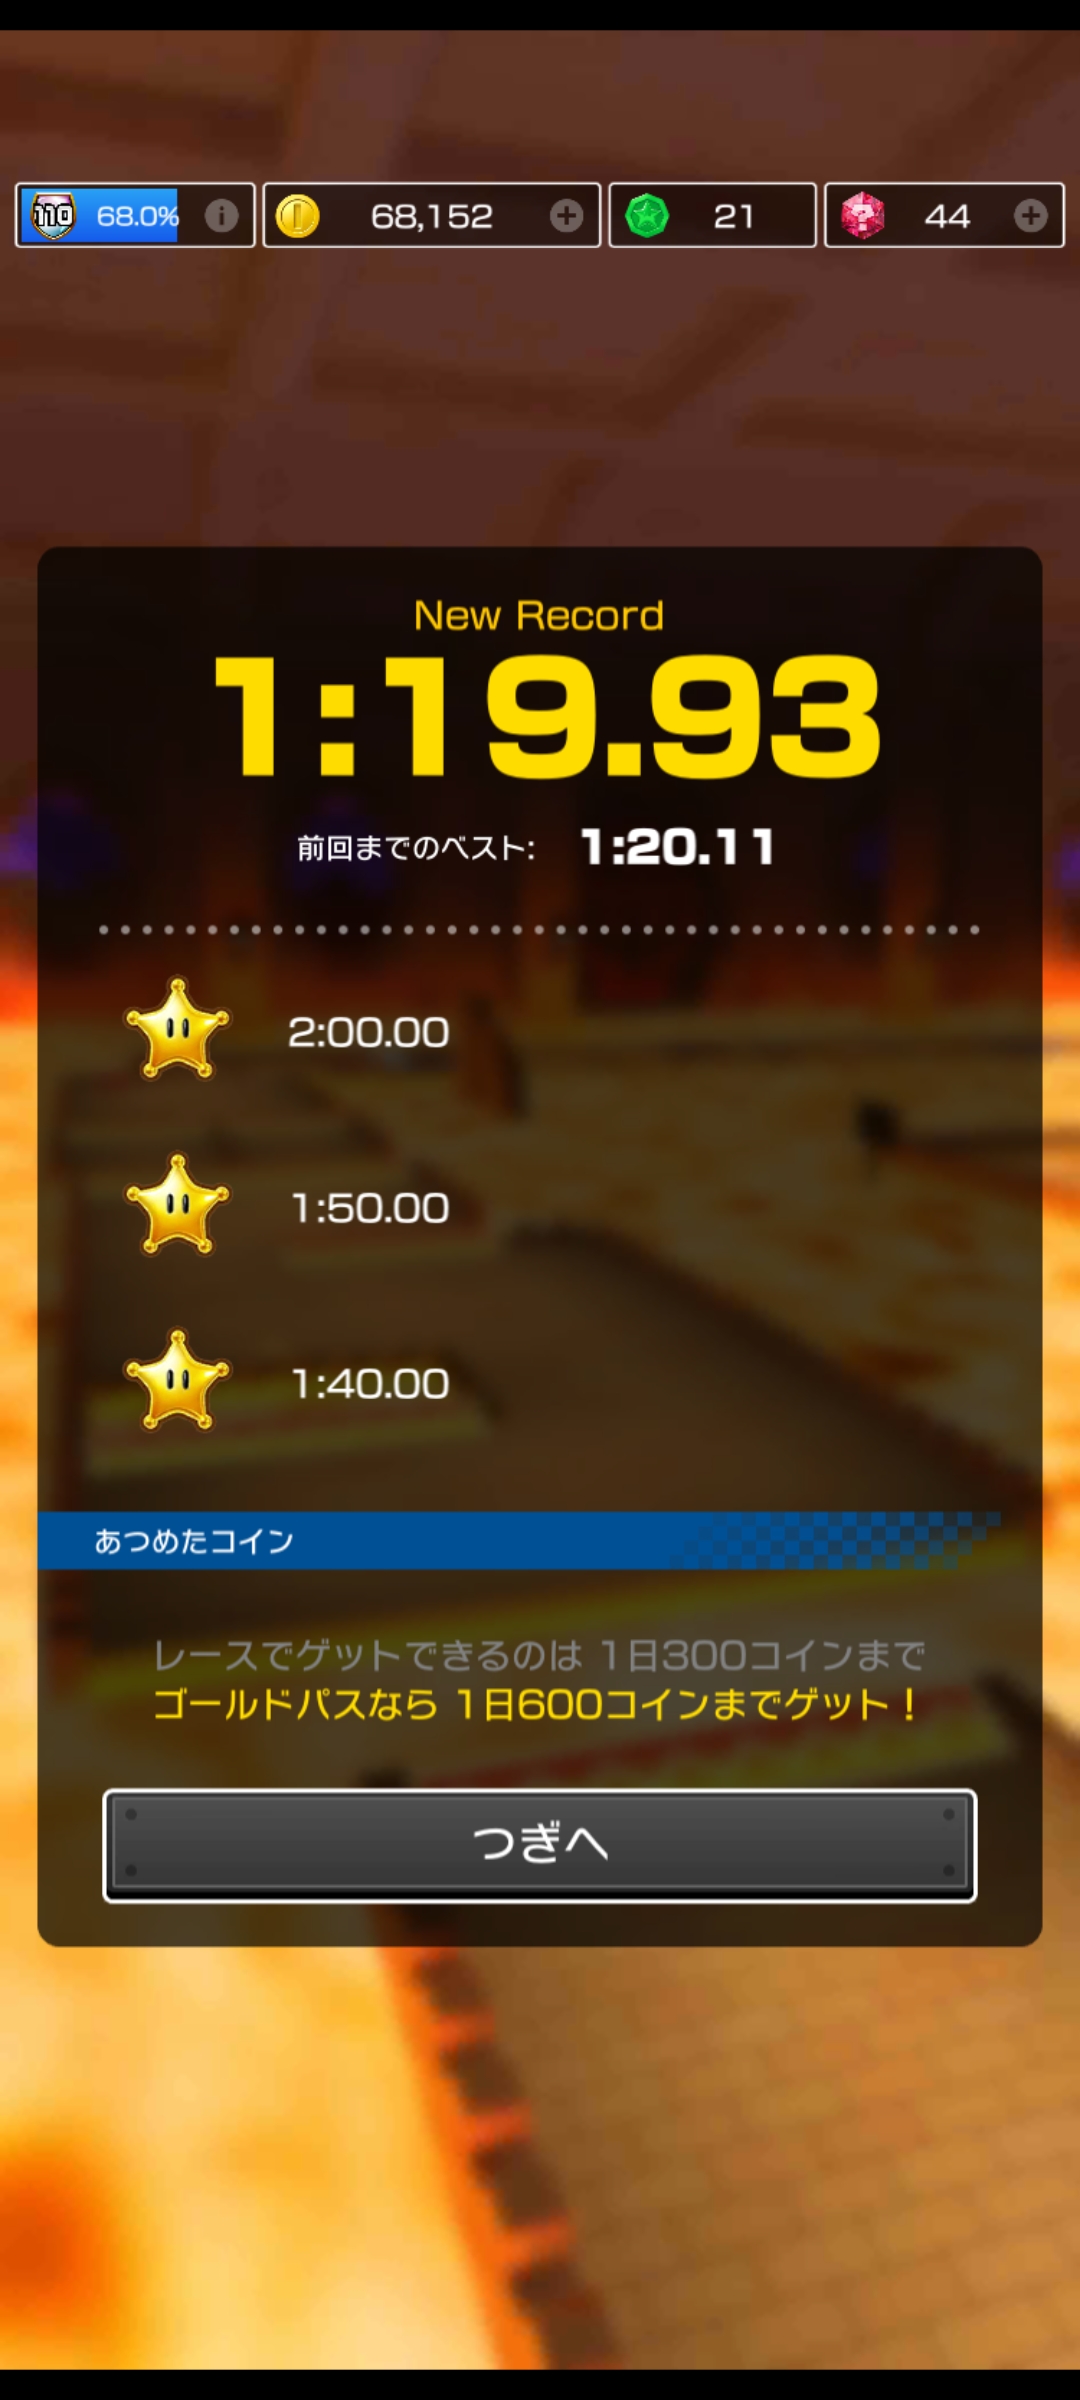 110 68.0% 68,152 21 44
New Record
1:19.93
前回までのベスト: 1:20.11
2:00.00
1:50.00
1:40.00
あつめたコイン
レースでゲットできるのは 1日300コインまで
ゴールドパスなら 1日600コインまでゲット！
つぎへ